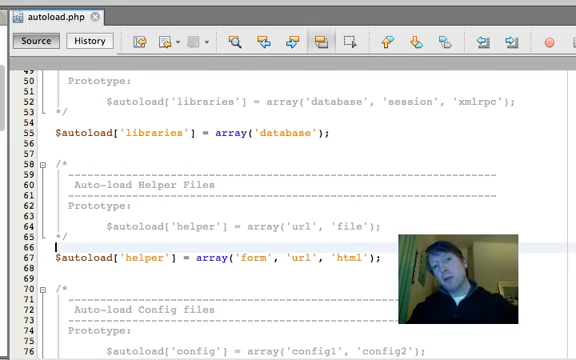 autoload.php
Source History
49
50 Prototype:
51
52 $autoload['libraries'] = array('database', 'session', 'xmlrpc');
53 */
54
55 $autoload['libraries'] = array('database');
56
57
58 /*
59 -------------------------------------------------------------------
60 Auto-load Helper Files
61 -------------------------------------------------------------------
62 Prototype:
63
64 $autoload['helper'] = array('url', 'file');
65 */
66
67 $autoload['helper'] = array('form', 'url', 'html');
68
69
70 /*
71 -------------------------------------------------------------------
72 Auto-load Config files
73 -------------------------------------------------------------------
74 Prototype:
75
76 $autoload['config'] = array('config1', 'config2');